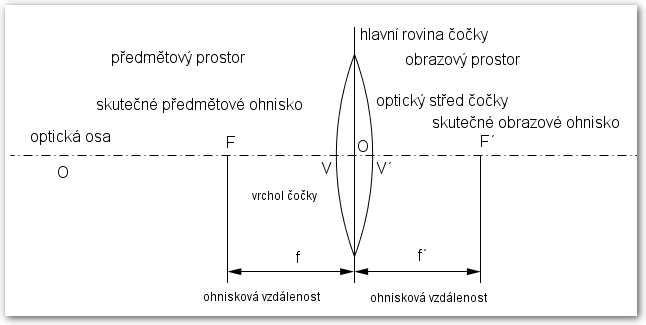 hlavní rovina čočky
předmětový prostor
obrazový prostor
skutečné předmětové ohnisko
optický střed čočky
skutečné obrazové ohnisko
optická osa
F
O
F´
O
V
V´
vrchol čočky
f
f´
ohnisková vzdálenost
ohnisková vzdálenost